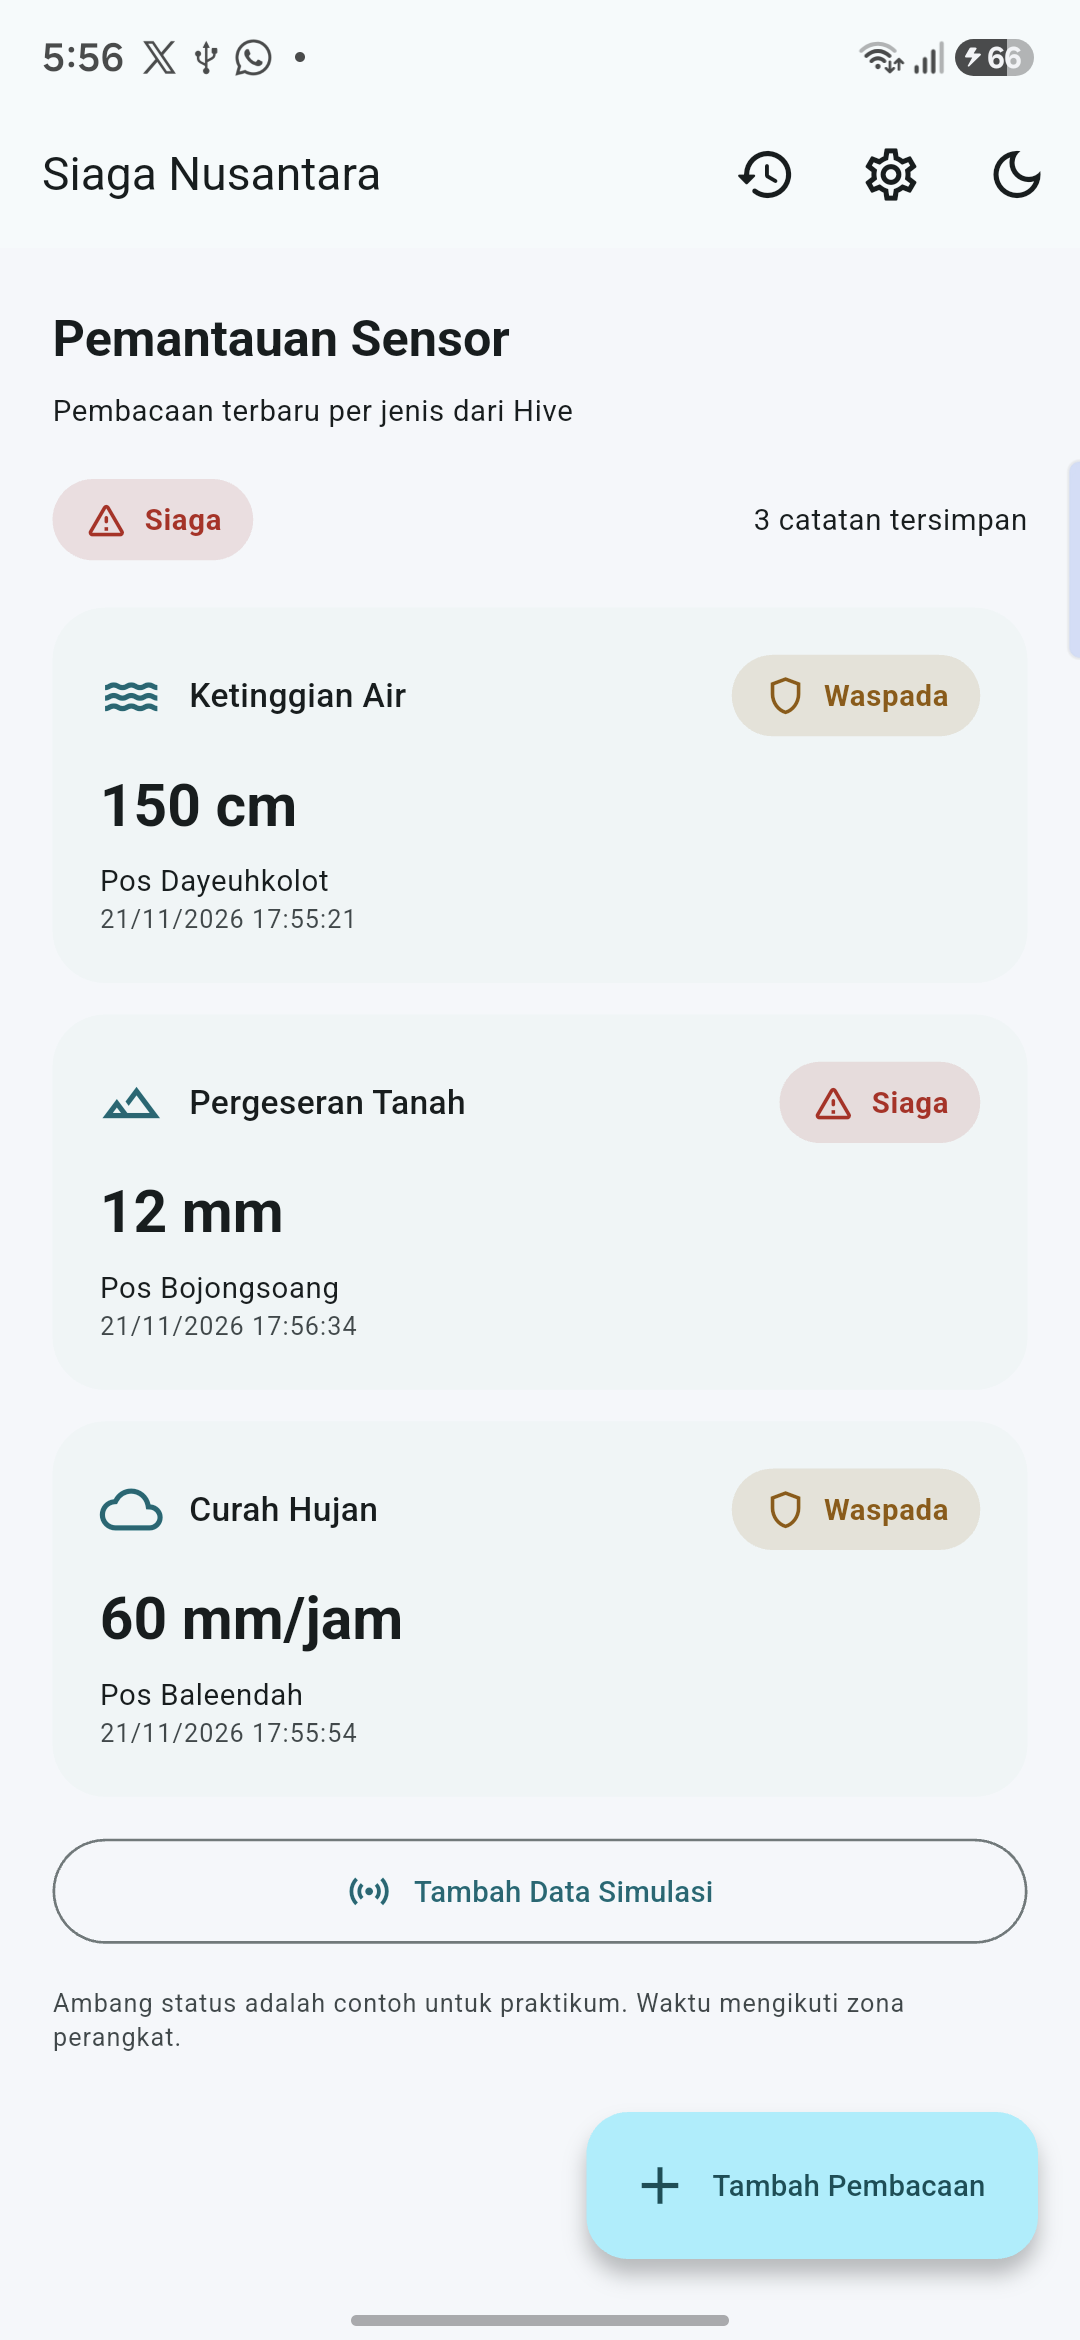 5:56
66
Siaga Nusantara
Pemantauan Sensor
Pembacaan terbaru per jenis dari Hive
Siaga
3 catatan tersimpan
Ketinggian Air
Waspada
150 cm
Pos Dayeuhkolot
21/11/2026 17:55:21
Pergeseran Tanah
Siaga
12 mm
Pos Bojongsoang
21/11/2026 17:56:34
Curah Hujan
Waspada
60 mm/jam
Pos Baleendah
21/11/2026 17:55:54
Tambah Data Simulasi
Ambang status adalah contoh untuk praktikum. Waktu mengikuti zona
perangkat.
Tambah Pembacaan